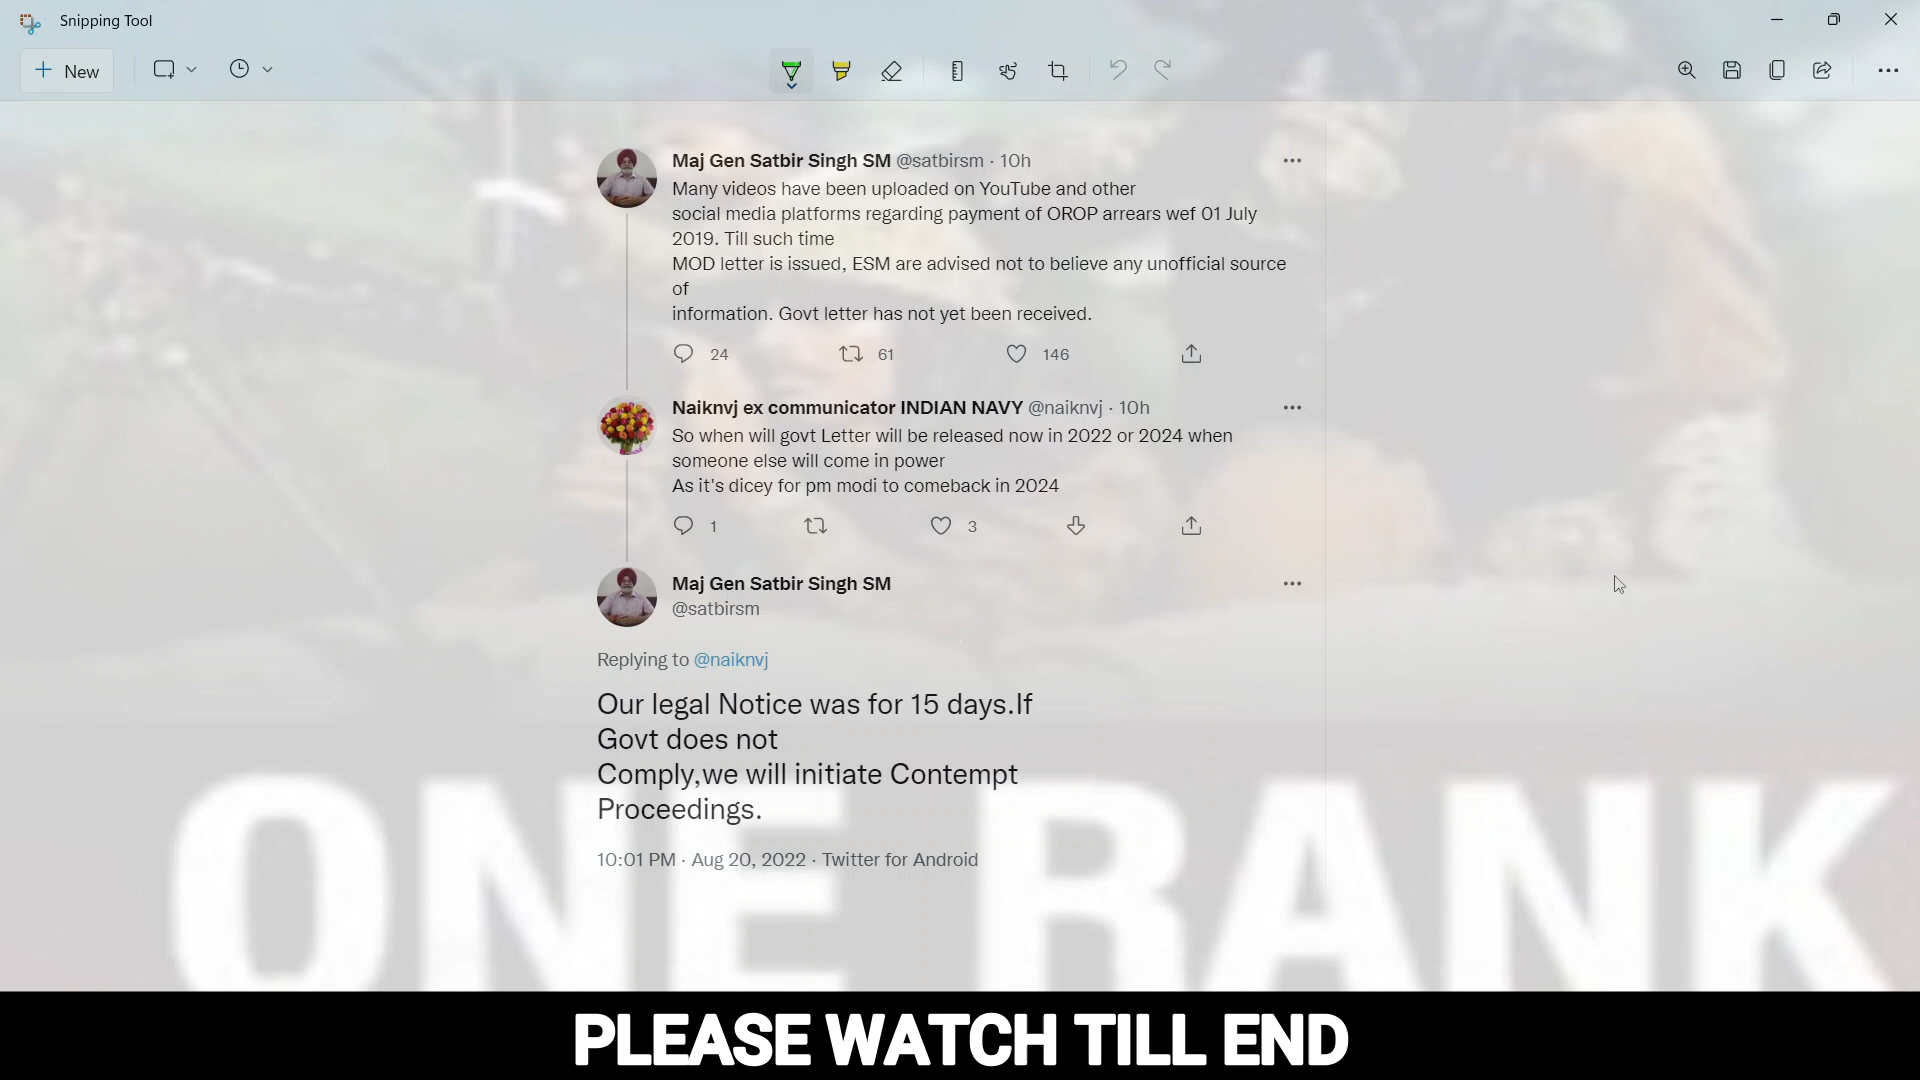 Snipping Tool
New
Maj Gen Satbir Singh SM @satbirsm · 10h
Many videos have been uploaded on YouTube and other
social media platforms regarding payment of OROP arrears wef 01 July
2019. Till such time
MOD letter is issued, ESM are advised not to believe any unofficial source
of
information. Govt letter has not yet been received.
24 61 146
Naiknvj ex communicator INDIAN NAVY @naiknvj · 10h
So when will govt Letter will be released now in 2022 or 2024 when
someone else will come in power
As it's dicey for pm modi to comeback in 2024
1 3
Maj Gen Satbir Singh SM
@satbirsm
Replying to @naiknvj
Our legal Notice was for 15 days.If
Govt does not
Comply,we will initiate Contempt
Proceedings.
10:01 PM · Aug 20, 2022 · Twitter for Android
ONE RANK
PLEASE WATCH TILL END